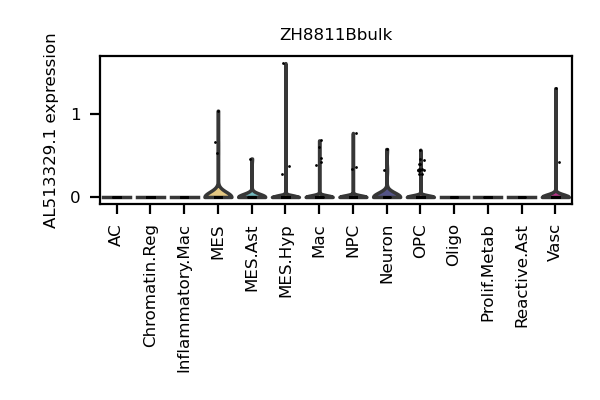 ZH8811Bbulk
AL513329.1 expression
1
0
AC
Chromatin.Reg
Inflammatory.Mac
MES
MES.Ast
MES.Hyp
Mac
NPC
Neuron
OPC
Oligo
Prolif.Metab
Reactive.Ast
Vasc